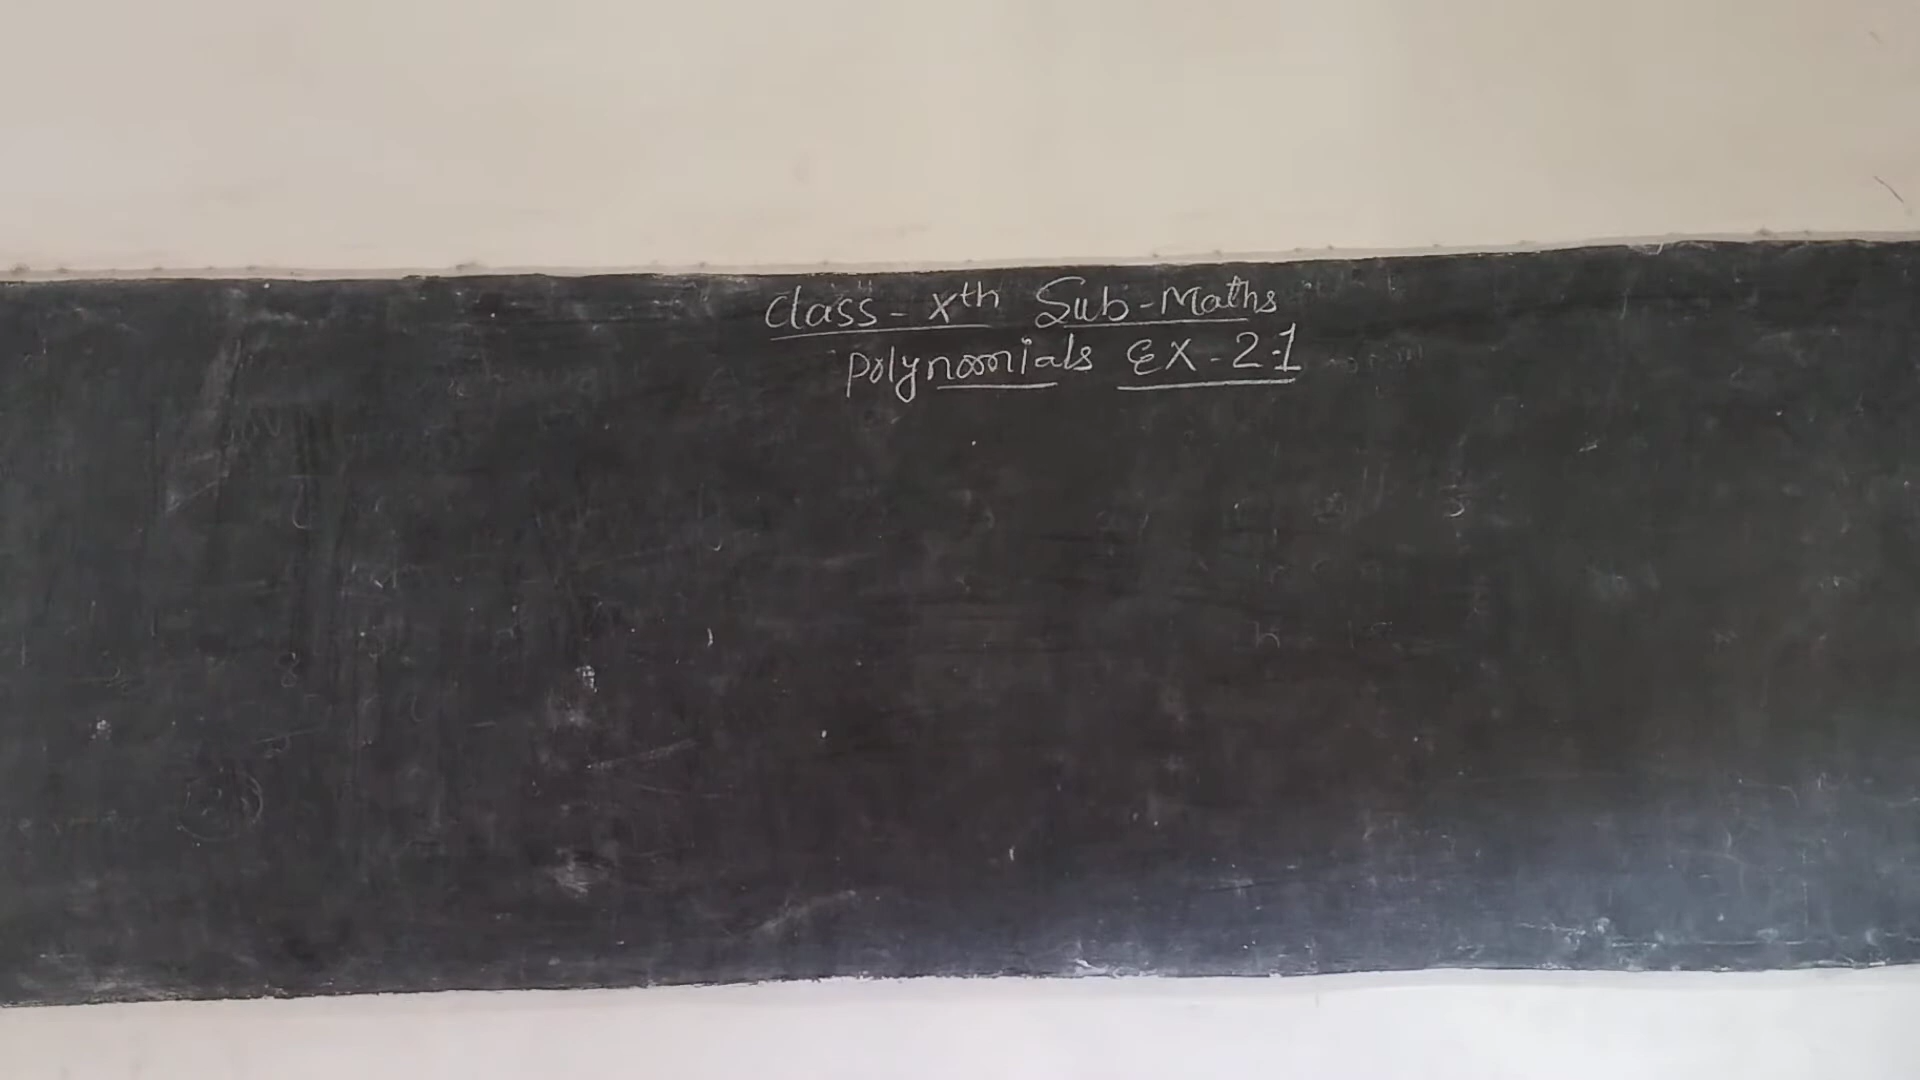 Class - Xth Sub - Maths
Polynomials EX - 2.1